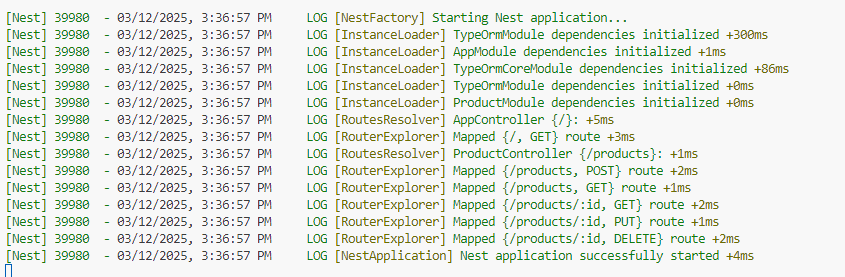 [Nest] 39980  - 03/12/2025, 3:36:57 PM     LOG [NestFactory] Starting Nest application...
[Nest] 39980  - 03/12/2025, 3:36:57 PM     LOG [InstanceLoader] TypeOrmModule dependencies initialized +300ms
[Nest] 39980  - 03/12/2025, 3:36:57 PM     LOG [InstanceLoader] AppModule dependencies initialized +1ms
[Nest] 39980  - 03/12/2025, 3:36:57 PM     LOG [InstanceLoader] TypeOrmCoreModule dependencies initialized +86ms
[Nest] 39980  - 03/12/2025, 3:36:57 PM     LOG [InstanceLoader] TypeOrmModule dependencies initialized +0ms
[Nest] 39980  - 03/12/2025, 3:36:57 PM     LOG [InstanceLoader] ProductModule dependencies initialized +0ms
[Nest] 39980  - 03/12/2025, 3:36:57 PM     LOG [RoutesResolver] AppController {/}: +5ms
[Nest] 39980  - 03/12/2025, 3:36:57 PM     LOG [RouterExplorer] Mapped {/, GET} route +3ms
[Nest] 39980  - 03/12/2025, 3:36:57 PM     LOG [RoutesResolver] ProductController {/products}: +1ms
[Nest] 39980  - 03/12/2025, 3:36:57 PM     LOG [RouterExplorer] Mapped {/products, POST} route +2ms
[Nest] 39980  - 03/12/2025, 3:36:57 PM     LOG [RouterExplorer] Mapped {/products, GET} route +1ms
[Nest] 39980  - 03/12/2025, 3:36:57 PM     LOG [RouterExplorer] Mapped {/products/:id, GET} route +2ms
[Nest] 39980  - 03/12/2025, 3:36:57 PM     LOG [RouterExplorer] Mapped {/products/:id, PUT} route +1ms
[Nest] 39980  - 03/12/2025, 3:36:57 PM     LOG [RouterExplorer] Mapped {/products/:id, DELETE} route +2ms
[Nest] 39980  - 03/12/2025, 3:36:57 PM     LOG [NestApplication] Nest application successfully started +4ms